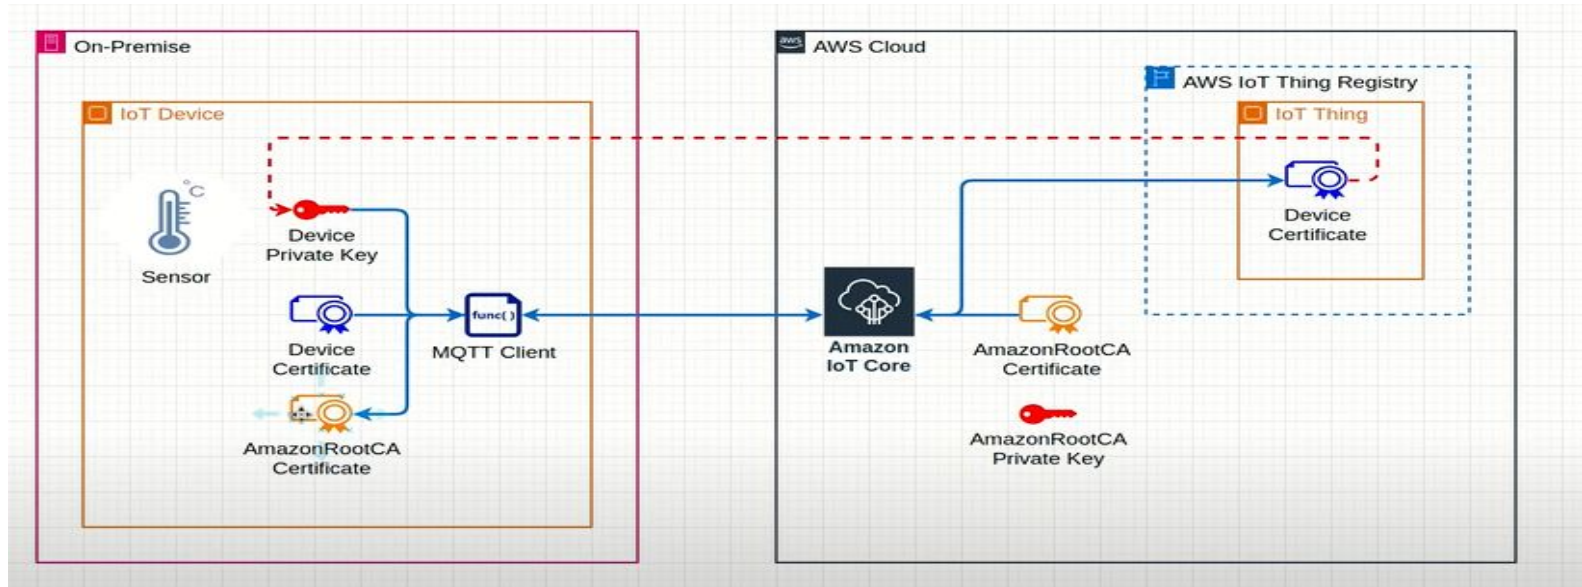 On-Premise
IoT Device
°C
Sensor
Device
Private Key
Device
Certificate
AmazonRootCA
Certificate
func( )
MQTT Client
aws
AWS Cloud
AWS IoT Thing Registry
IoT Thing
Device
Certificate
Amazon
IoT Core
AmazonRootCA
Certificate
AmazonRootCA
Private Key